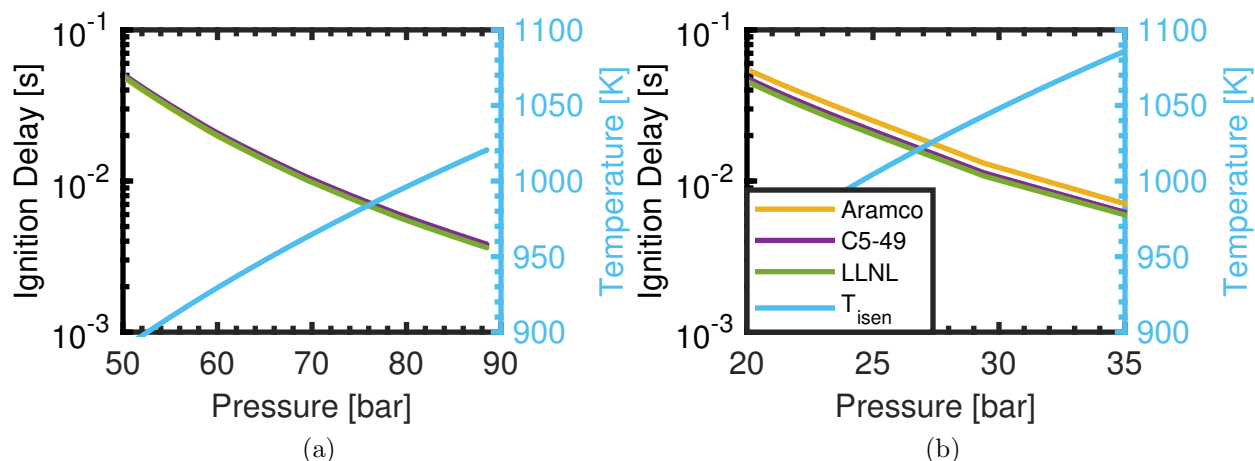 Ignition Delay [s]
10^-1
10^-2
10^-3
50 60 70 80 90
Pressure [bar]
1100
1050
1000
950
900
Temperature [K]
(a)
Ignition Delay [s]
10^-1
10^-2
10^-3
Aramco
C5-49
LLNL
T_isen
20 25 30 35
Pressure [bar]
1100
1050
1000
950
900
Temperature [K]
(b)